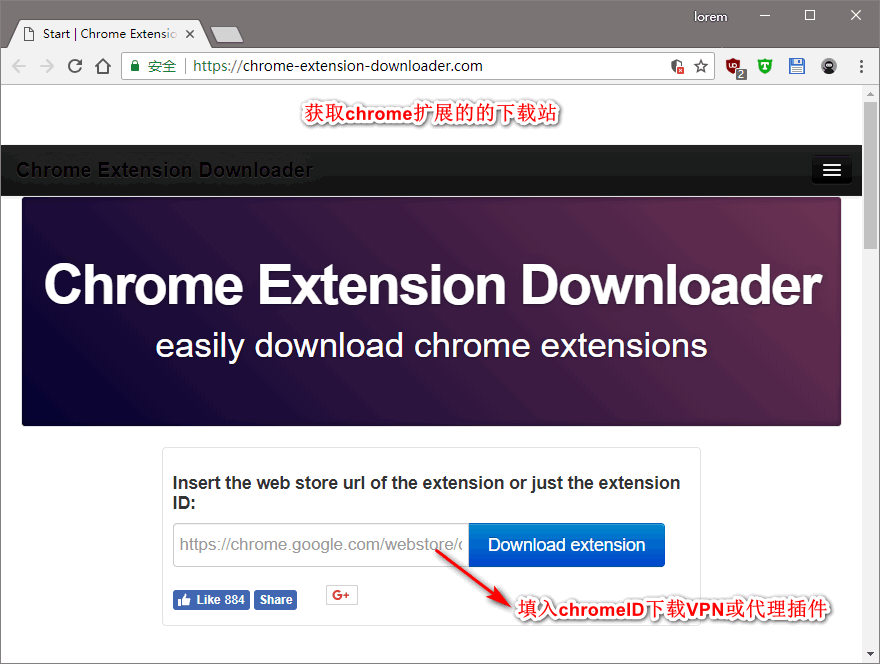 lorem
Start | Chrome Extensio
安全 https://chrome-extension-downloader.com
UD 2
获取chrome扩展的的下载站
Chrome Extension Downloader
Chrome Extension Downloader
easily download chrome extensions
Insert the web store url of the extension or just the extension
ID:
https://chrome.google.com/webstore/d
Download extension
Like 884 Share G+
填入chromeID下载VPN或代理插件